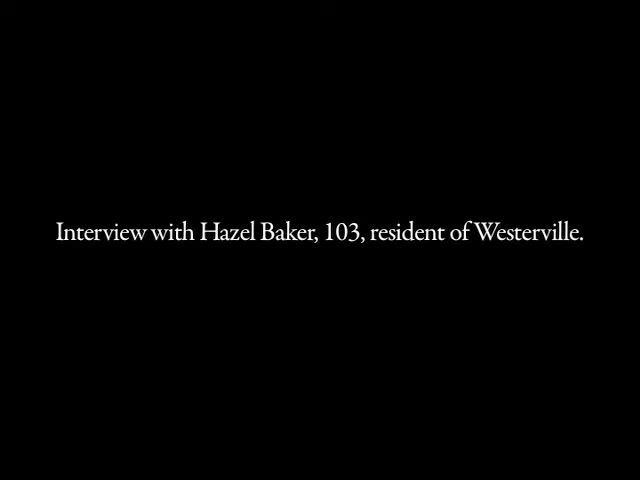 Interview with Hazel Baker, 103, resident of Westerville.